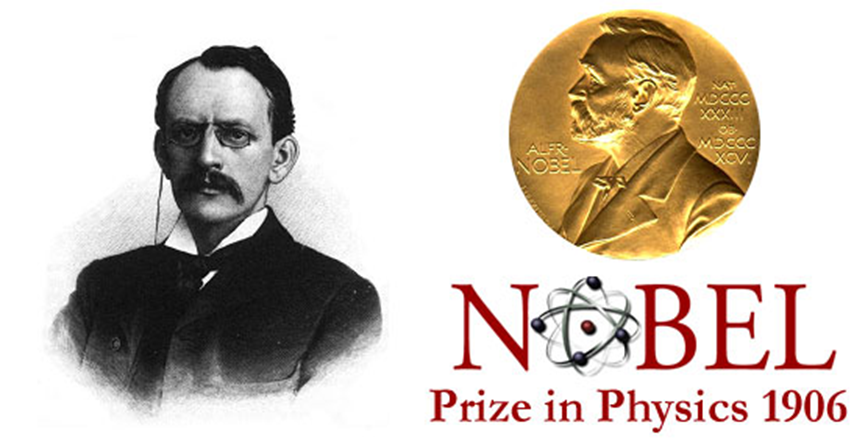 ALFR·
NOBEL
NAT·
MDCCC
XXXIII
OB·
MDCCC
XCV·
NOBEL
Prize in Physics 1906